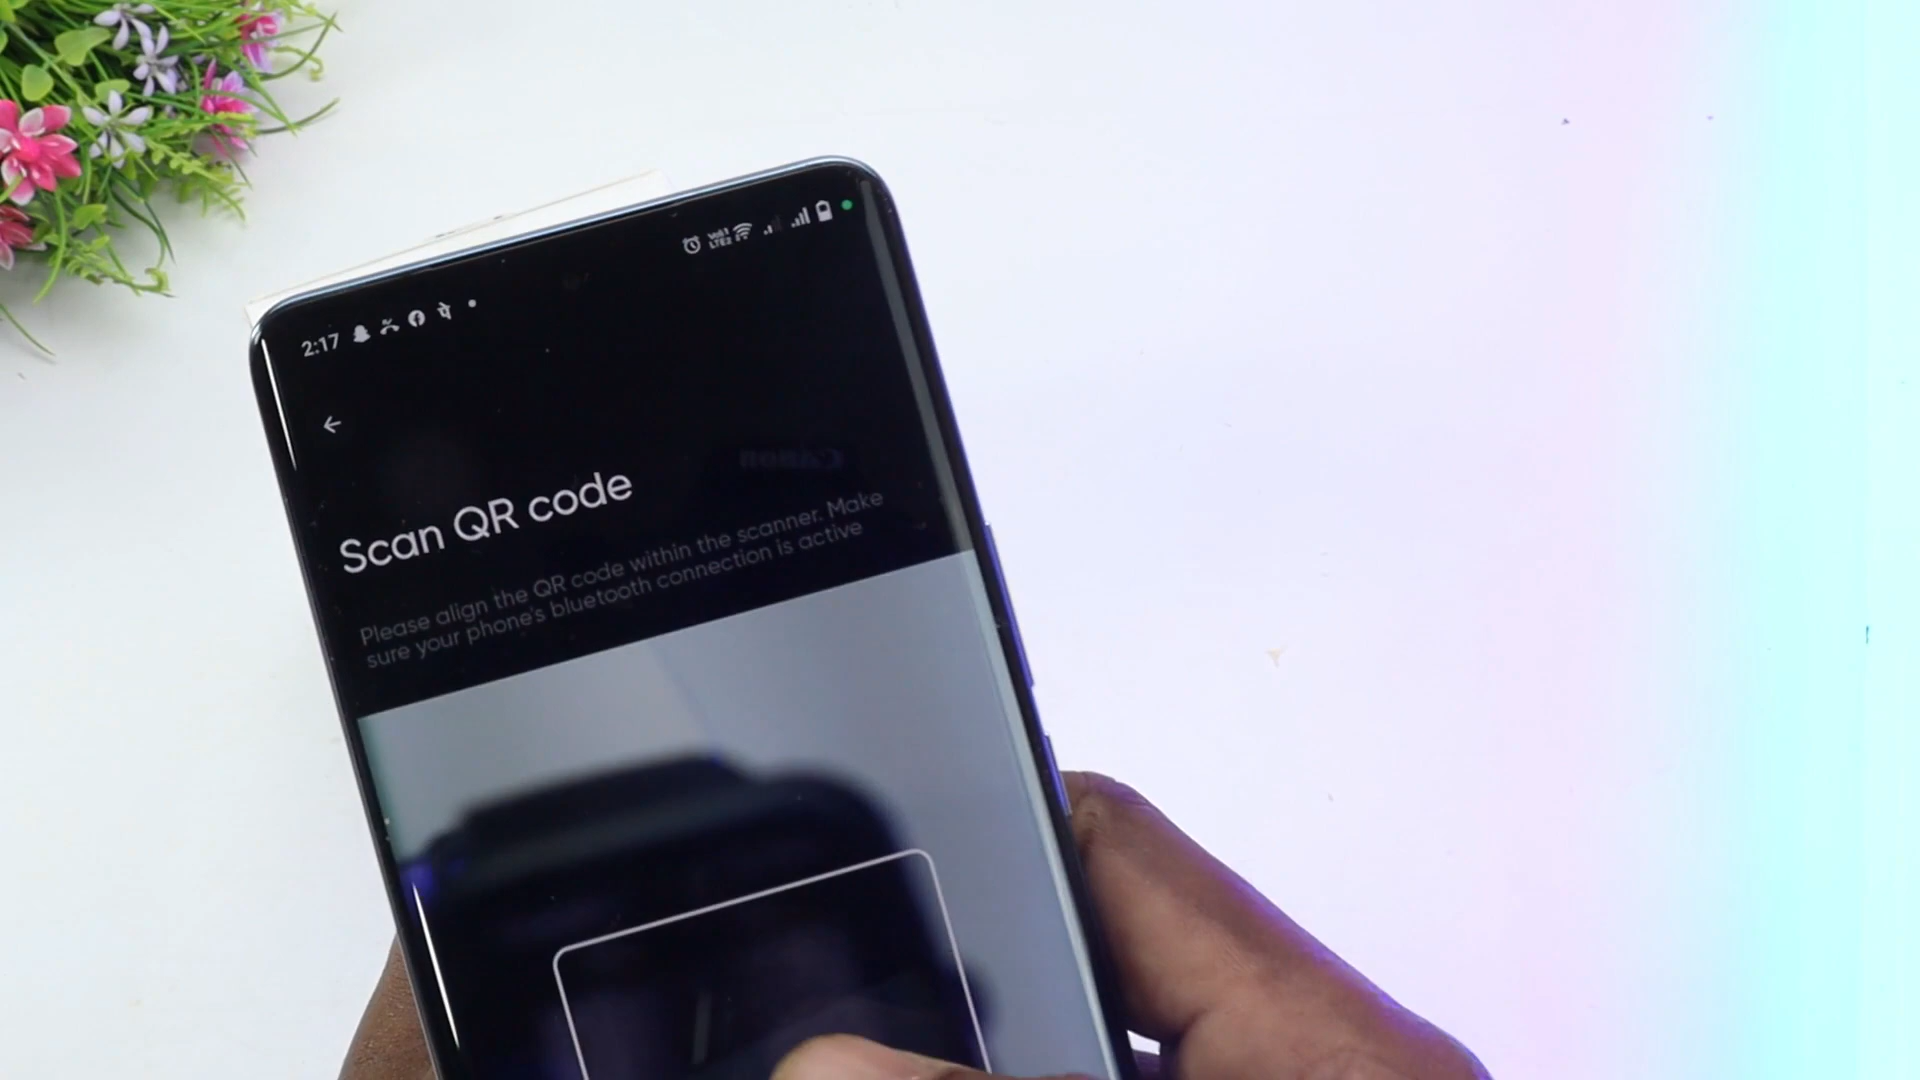 2:17
Scan QR code
Please align the QR code within the scanner. Make
sure your phone's bluetooth connection is active